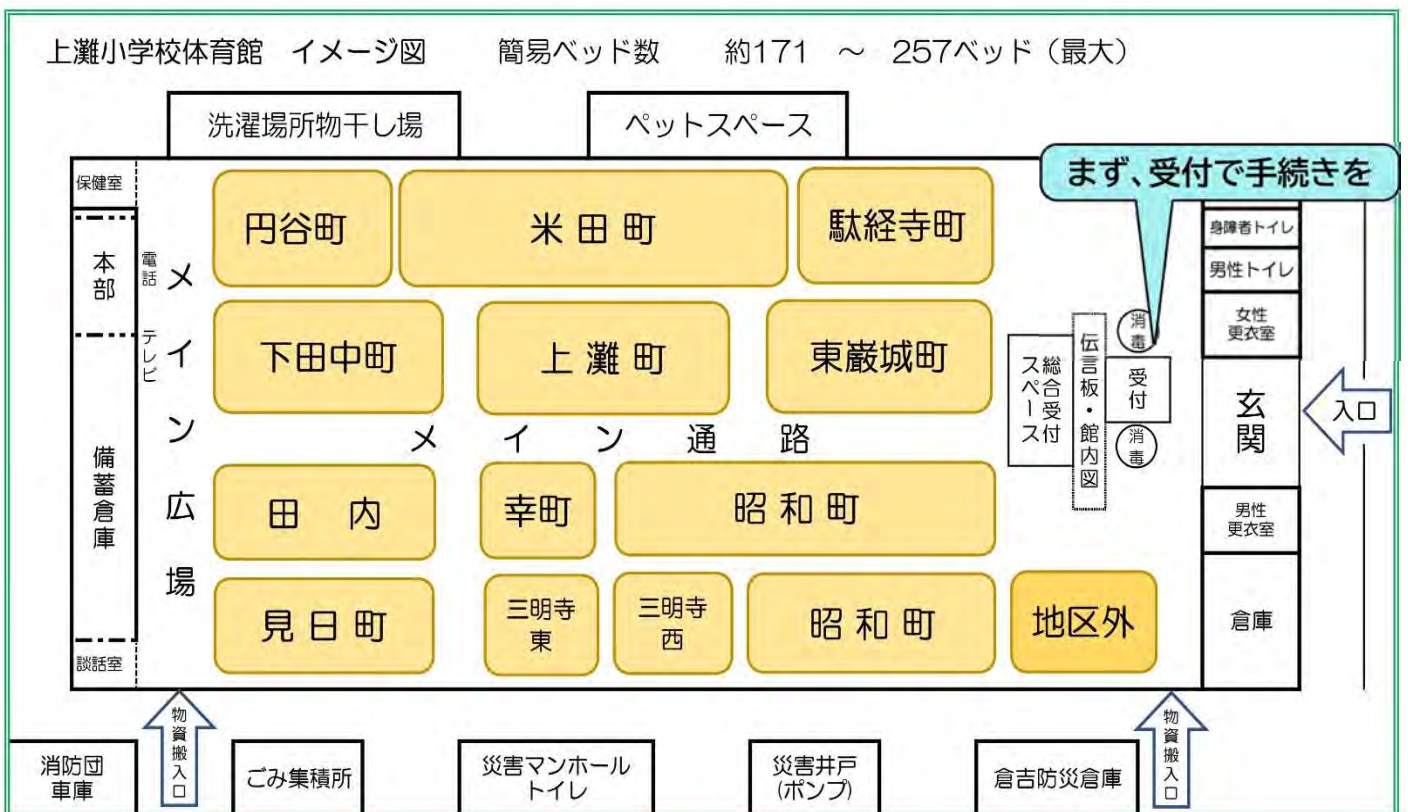 上灘小学校体育館 イメージ図 簡易ベッド数 約171 ～ 257ベッド（最大）
洗濯場所物干し場
ペットスペース
まず、受付で手続きを
保健室
本部
備蓄倉庫
談話室
電話
テレビ
メイン広場
円谷町
米田町
駄経寺町
下田中町
上灘町
東巌城町
メイン通路
田内
幸町
昭和町
見日町
三明寺
東
三明寺
西
昭和町
地区外
総合受付
スペース
伝言板・館内図
消毒
受付
消毒
身障者トイレ
男性トイレ
女性
更衣室
玄関
入口
男性
更衣室
倉庫
物資搬入口
物資搬入口
消防団
車庫
ごみ集積所
災害マンホール
トイレ
災害井戸
(ポンプ)
倉吉防災倉庫